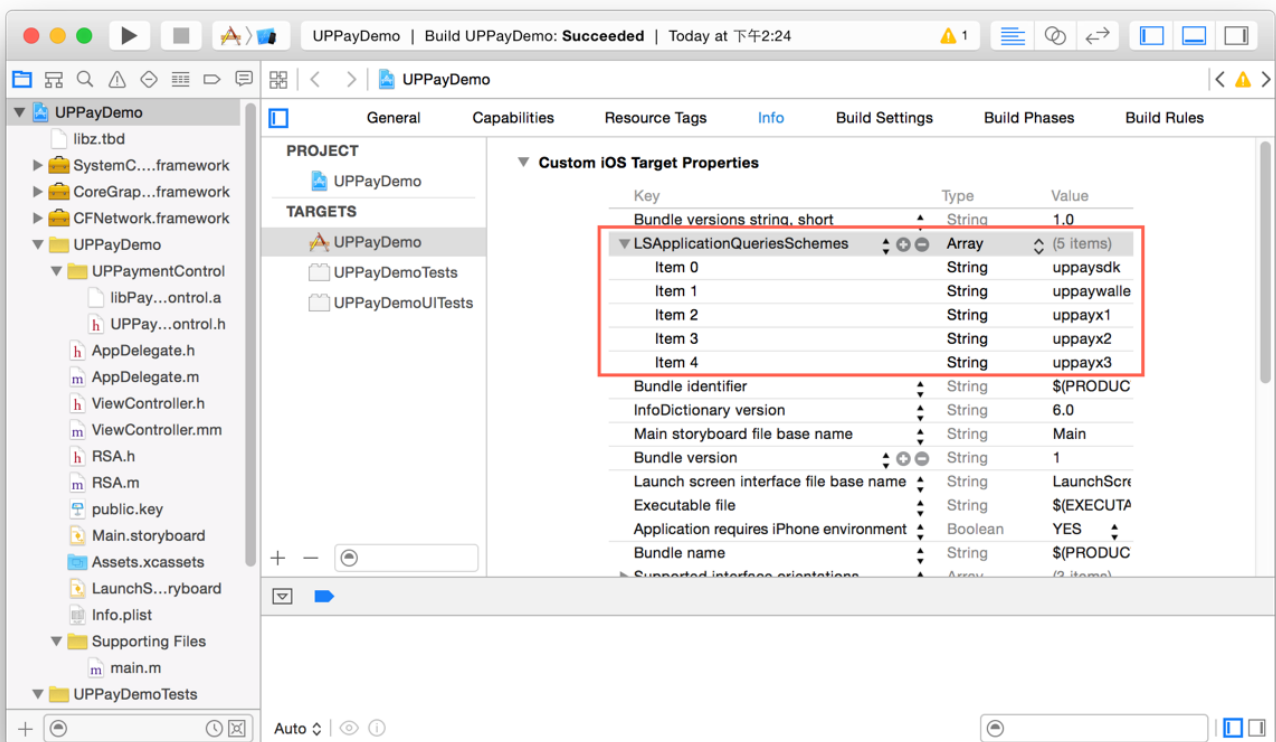 UPPayDemo | Build UPPayDemo: Succeeded | Today at 下午2:24
1
UPPayDemo
UPPayDemo
libz.tbd
SystemC....framework
CoreGrap...framework
CFNetwork.framework
UPPayDemo
UPPaymentControl
libPay...ontrol.a
h UPPay...ontrol.h
h AppDelegate.h
m AppDelegate.m
h ViewController.h
m ViewController.mm
h RSA.h
m RSA.m
public.key
Main.storyboard
Assets.xcassets
LaunchS...ryboard
Info.plist
Supporting Files
m main.m
UPPayDemoTests
General Capabilities Resource Tags Info Build Settings Build Phases Build Rules
PROJECT
UPPayDemo
TARGETS
UPPayDemo
UPPayDemoTests
UPPayDemoUITests
Custom iOS Target Properties
Key Type Value
Bundle versions string, short String 1.0
LSApplicationQueriesSchemes Array (5 items)
Item 0 String uppaysdk
Item 1 String uppaywalle
Item 2 String uppayx1
Item 3 String uppayx2
Item 4 String uppayx3
Bundle identifier String $(PRODUC
InfoDictionary version String 6.0
Main storyboard file base name String Main
Bundle version String 1
Launch screen interface file base name String LaunchScre
Executable file String $(EXECUTA
Application requires iPhone environment Boolean YES
Bundle name String $(PRODUC
Supported interface orientations Array (3 items)
Auto